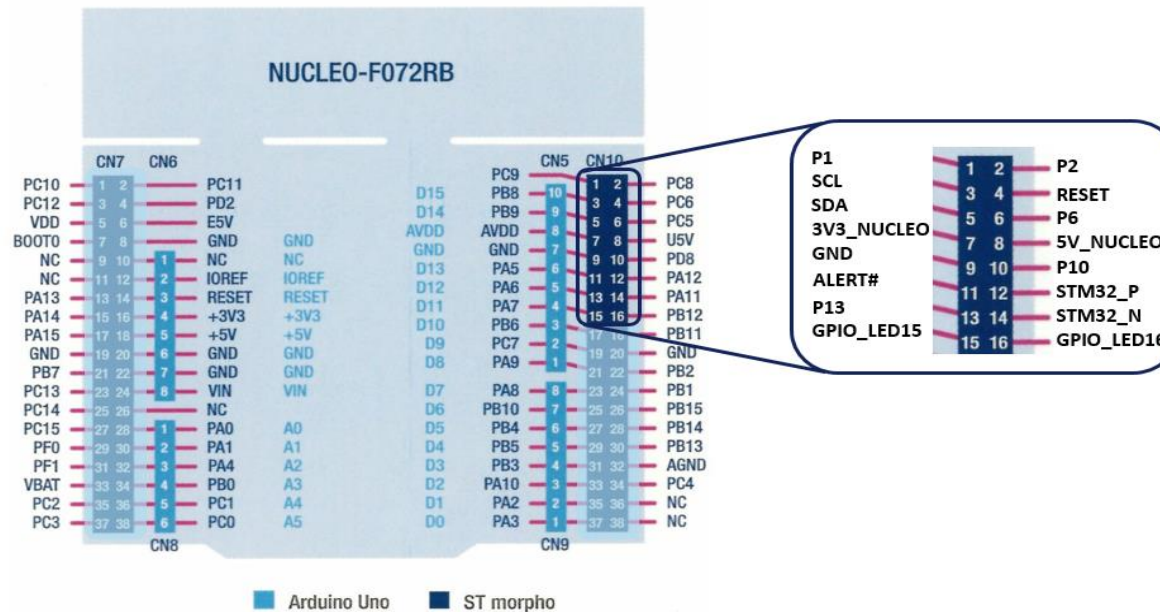 NUCLEO-F072RB
CN7 CN6 CN5 CN10
PC9
PC10 1 2 PC11 D15 PB8 10 1 2 PC8
PC12 3 4 PD2 D14 PB9 9 3 4 PC6
VDD 5 6 E5V AVDD AVDD 8 5 6 PC5
BOOT0 7 8 GND GND GND GND 7 7 8 U5V
NC 9 10 1 NC NC D13 PA5 6 9 10 PD8
NC 11 12 2 IOREF IOREF D12 PA6 5 11 12 PA12
PA13 13 14 3 RESET RESET D11 PA7 4 13 14 PA11
PA14 15 16 4 +3V3 +3V3 D10 PB6 3 15 16 PB12
PA15 17 18 5 +5V +5V D9 PC7 2 17 18 PB11
GND 19 20 6 GND GND D8 PA9 1 19 20 GND
PB7 21 22 7 GND GND 21 22 PB2
PC13 23 24 8 VIN VIN D7 PA8 8 23 24 PB1
PC14 25 26 NC D6 PB10 7 25 26 PB15
PC15 27 28 1 PA0 A0 D5 PB4 6 27 28 PB14
PF0 29 30 2 PA1 A1 D4 PB5 5 29 30 PB13
PF1 31 32 3 PA4 A2 D3 PB3 4 31 32 AGND
VBAT 33 34 4 PB0 A3 D2 PA10 3 33 34 PC4
PC2 35 36 5 PC1 A4 D1 PA2 2 35 36 NC
PC3 37 38 6 PC0 A5 D0 PA3 1 37 38 NC
CN8 CN9
Arduino Uno ST morpho
P1 1 2 P2
SCL 3 4 RESET
SDA 5 6 P6
3V3_NUCLEO 7 8 5V_NUCLEO
GND 9 10 P10
ALERT# 11 12 STM32_P
P13 13 14 STM32_N
GPIO_LED15 15 16 GPIO_LED16